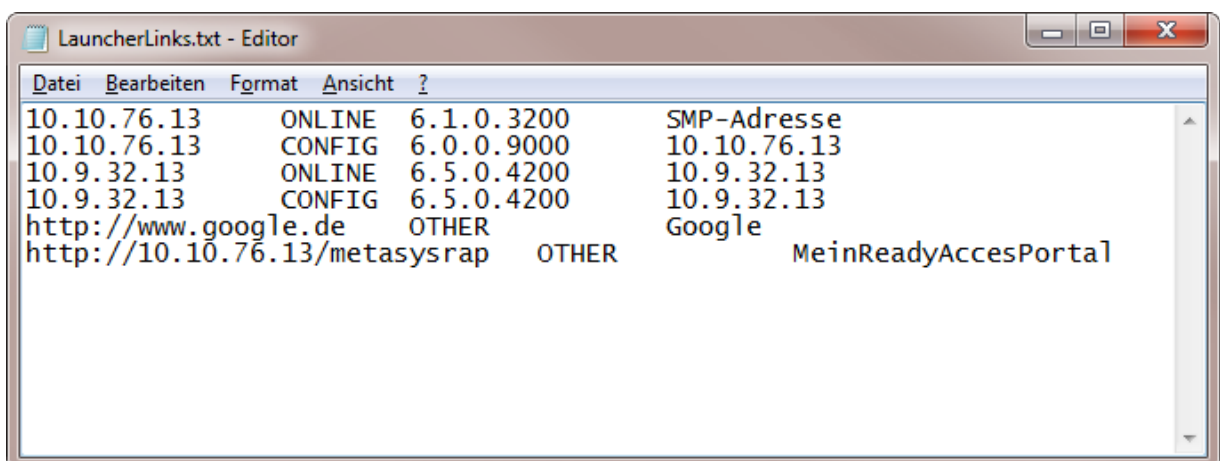 LauncherLinks.txt - Editor
Datei Bearbeiten Format Ansicht ?
10.10.76.13 ONLINE 6.1.0.3200 SMP-Adresse
10.10.76.13 CONFIG 6.0.0.9000 10.10.76.13
10.9.32.13 ONLINE 6.5.0.4200 10.9.32.13
10.9.32.13 CONFIG 6.5.0.4200 10.9.32.13
http://www.google.de OTHER Google
http://10.10.76.13/metasysrap OTHER MeinReadyAccesPortal